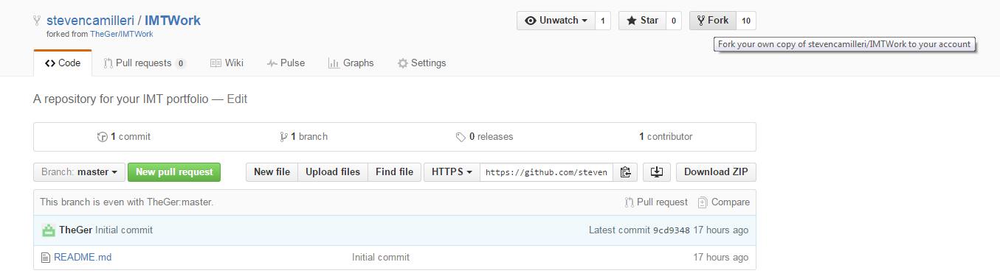 stevencamilleri / IMTWork Unwatch 1 Star 0 Fork 10
forked from TheGer/IMTWork
Fork your own copy of stevencamilleri/IMTWork to your account
Code Pull requests 0 Wiki Pulse Graphs Settings
A repository for your IMT portfolio — Edit
1 commit 1 branch 0 releases 1 contributor
Branch: master New pull request New file Upload files Find file HTTPS https://github.com/steven Download ZIP
This branch is even with TheGer:master. Pull request Compare
TheGer Initial commit Latest commit 9cd9348 17 hours ago
README.md Initial commit 17 hours ago